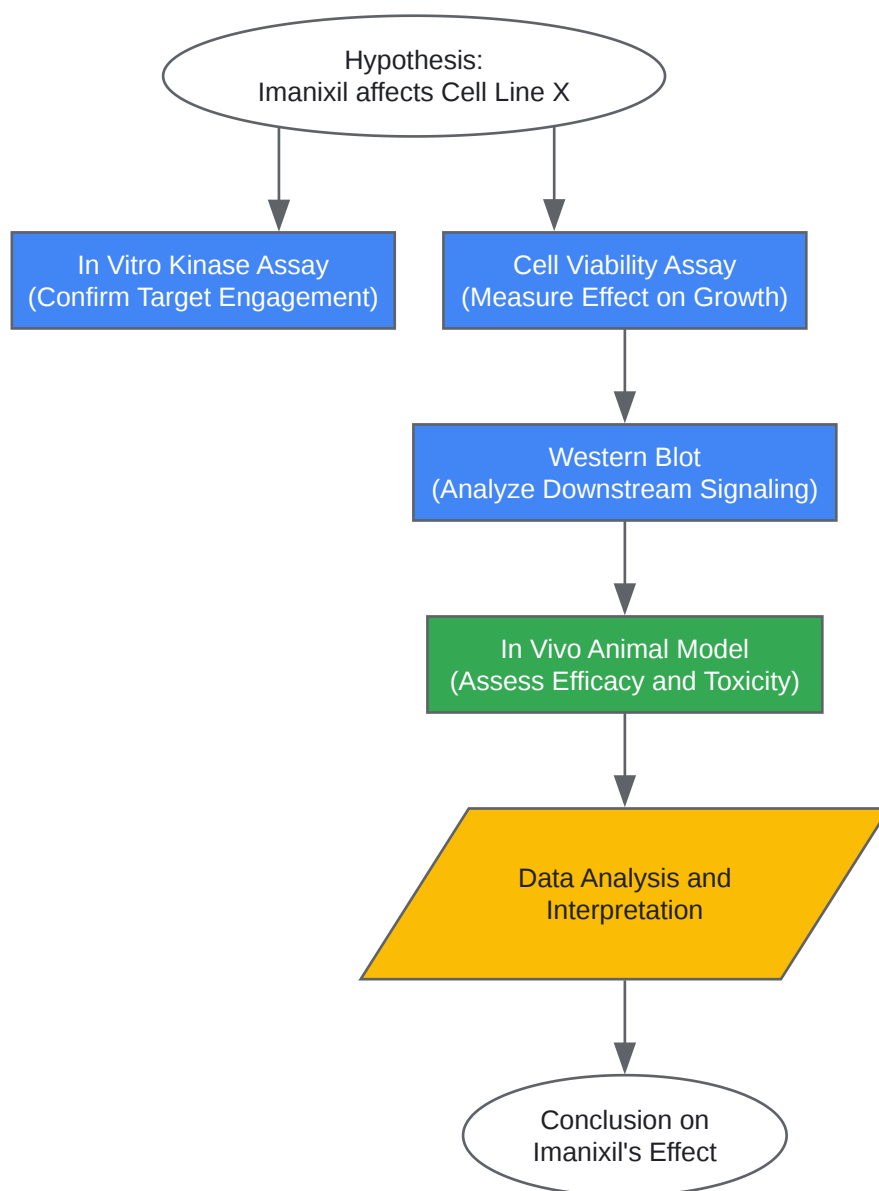 Hypothesis:
Imanixil affects Cell Line X
In Vitro Kinase Assay
(Confirm Target Engagement)
Cell Viability Assay
(Measure Effect on Growth)
Western Blot
(Analyze Downstream Signaling)
In Vivo Animal Model
(Assess Efficacy and Toxicity)
Data Analysis and
Interpretation
Conclusion on
Imanixil's Effect